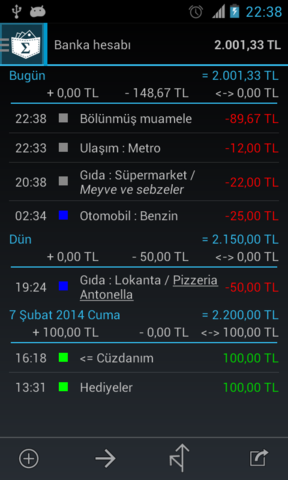 22:38
Σ
Banka hesabı 2.001,33 TL
Bugün = 2.001,33 TL
+ 0,00 TL - 148,67 TL <-> 0,00 TL
22:38 Bölünmüş muamele -89,67 TL
22:33 Ulaşım : Metro -12,00 TL
20:38 Gıda : Süpermarket / -22,00 TL
Meyve ve sebzeler
02:34 Otomobil : Benzin -25,00 TL
Dün = 2.150,00 TL
+ 0,00 TL - 50,00 TL <-> 0,00 TL
19:24 Gıda : Lokanta / Pizzeria -50,00 TL
Antonella
7 Şubat 2014 Cuma = 2.200,00 TL
+ 100,00 TL - 0,00 TL <-> 100,00 TL
16:18 <= Cüzdanım 100,00 TL
13:31 Hediyeler 100,00 TL